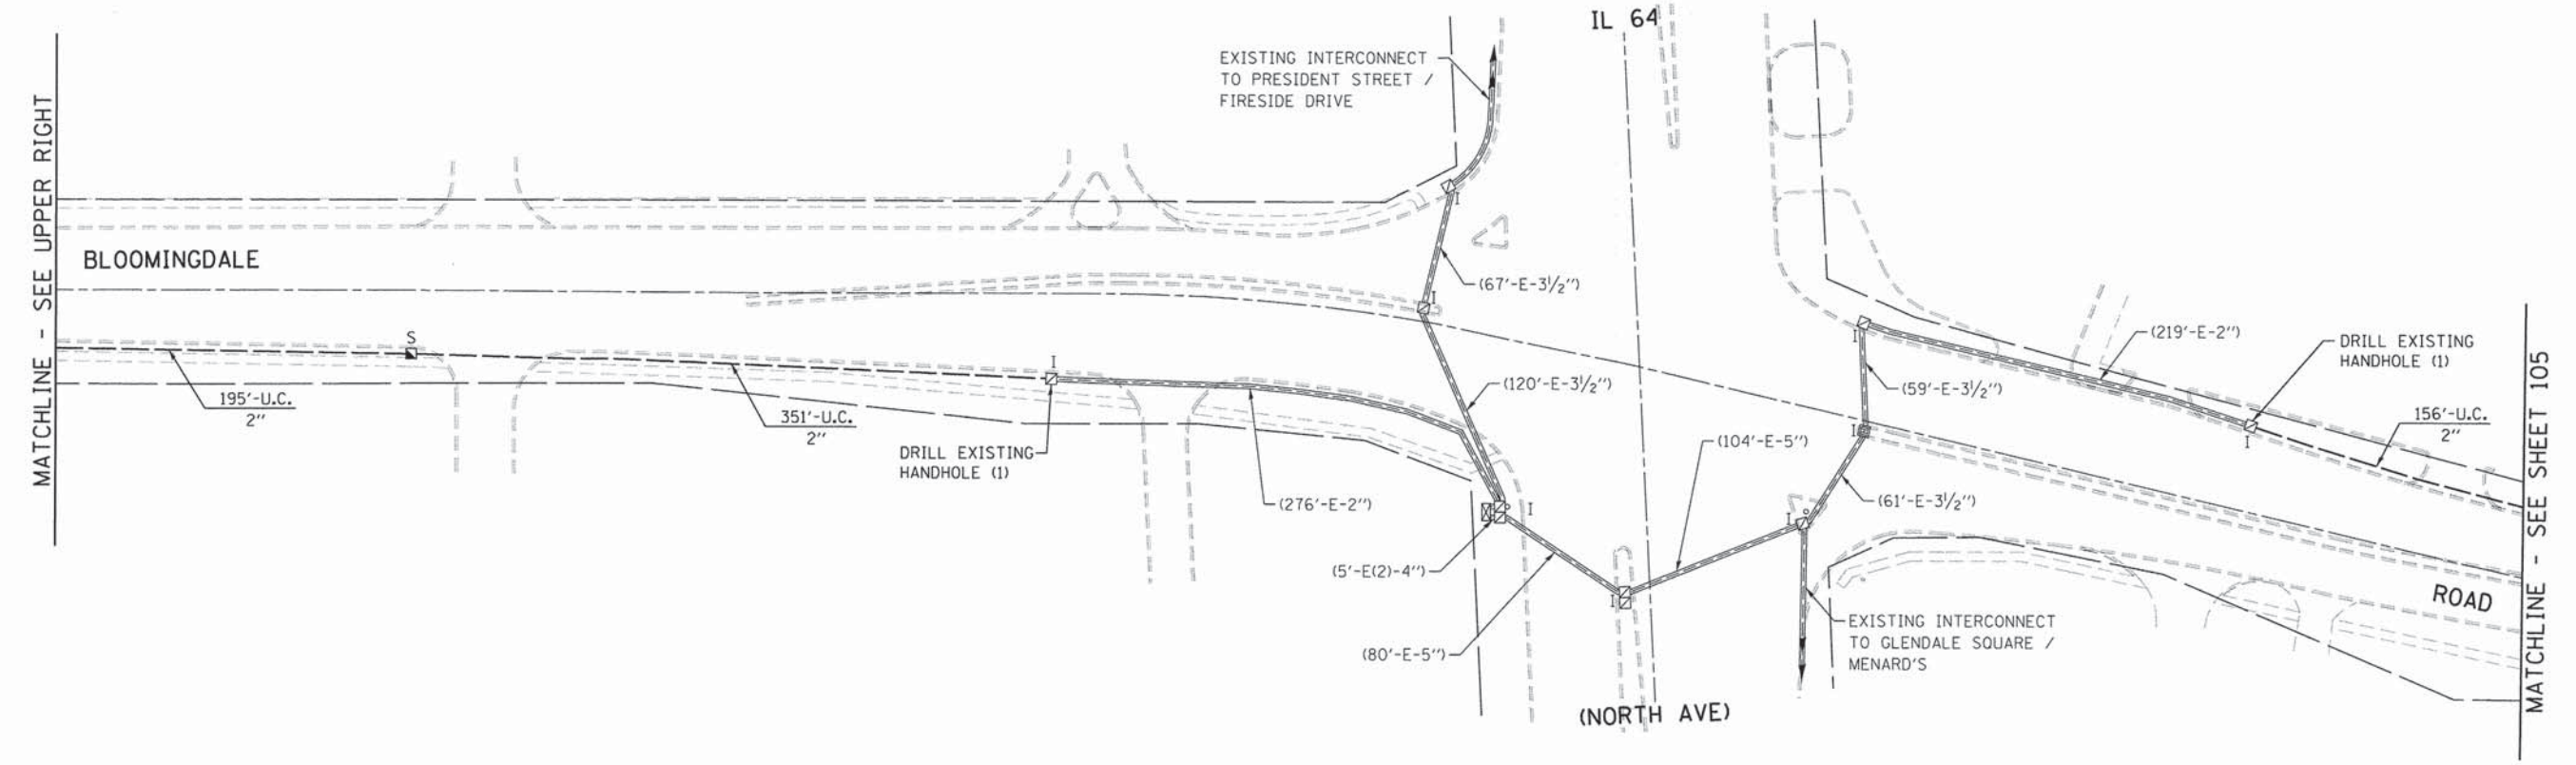 IL 64
EXISTING INTERCONNECT
TO PRESIDENT STREET /
FIRESIDE DRIVE
MATCHLINE - SEE UPPER RIGHT
BLOOMINGDALE
I
(67'-E-3½")
I
S
I
195'-U.C.
2"
351'-U.C.
2"
DRILL EXISTING
HANDHOLE (1)
(276'-E-2")
(120'-E-3½")
I
(5'-E(2)-4")
(80'-E-5")
I
(104'-E-5")
I
(59'-E-3½")
I
(61'-E-3½")
I
(219'-E-2")
DRILL EXISTING
HANDHOLE (1)
I
156'-U.C.
2"
EXISTING INTERCONNECT
TO GLENDALE SQUARE /
MENARD'S
ROAD
(NORTH AVE)
MATCHLINE - SEE SHEET 105